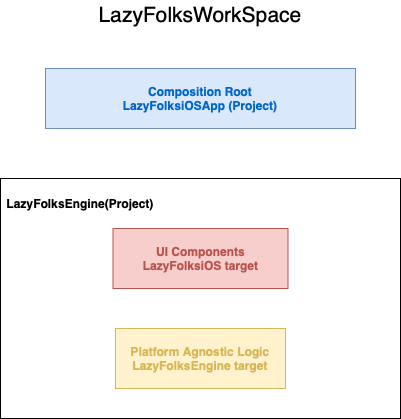 LazyFolksWorkSpace
Composition Root
LazyFolksiOSApp (Project)
LazyFolksEngine(Project)
UI Components
LazyFolksiOS target
Platform Agnostic Logic
LazyFolksEngine target